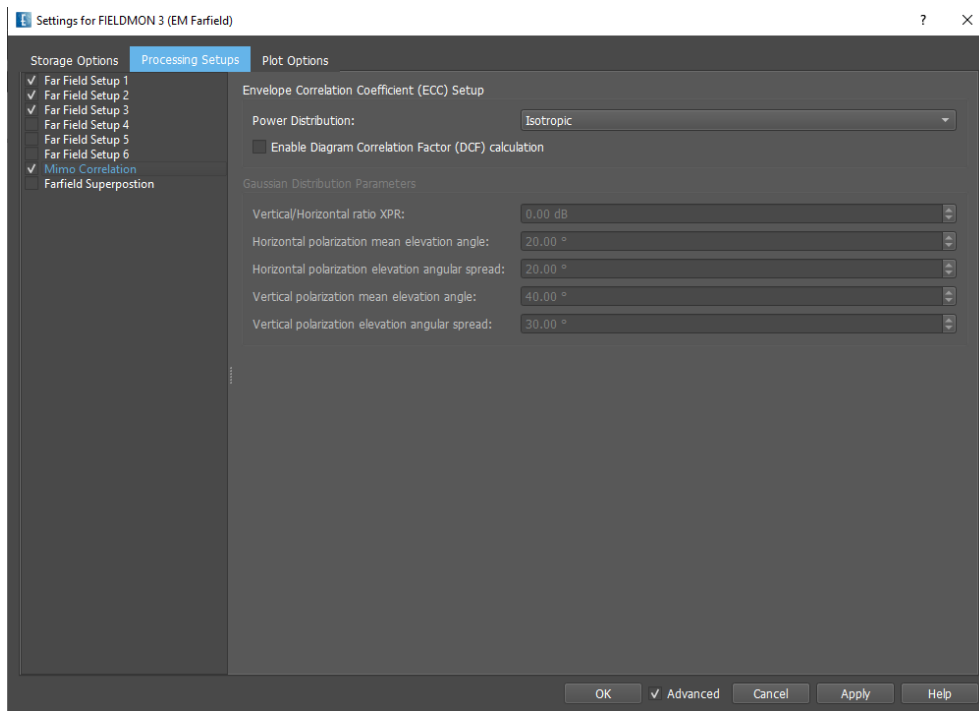 Settings for FIELDMON 3 (EM Farfield)
?
×
Storage Options
Processing Setups
Plot Options
Far Field Setup 1
Far Field Setup 2
Far Field Setup 3
Far Field Setup 4
Far Field Setup 5
Far Field Setup 6
Mimo Correlation
Farfield Superpostion
Envelope Correlation Coefficient (ECC) Setup
Power Distribution: Isotropic
Enable Diagram Correlation Factor (DCF) calculation
Gaussian Distribution Parameters
Vertical/Horizontal ratio XPR: 0.00 dB
Horizontal polarization mean elevation angle: 20.00 °
Horizontal polarization elevation angular spread: 20.00 °
Vertical polarization mean elevation angle: 40.00 °
Vertical polarization elevation angular spread: 30.00 °
OK
Advanced
Cancel
Apply
Help